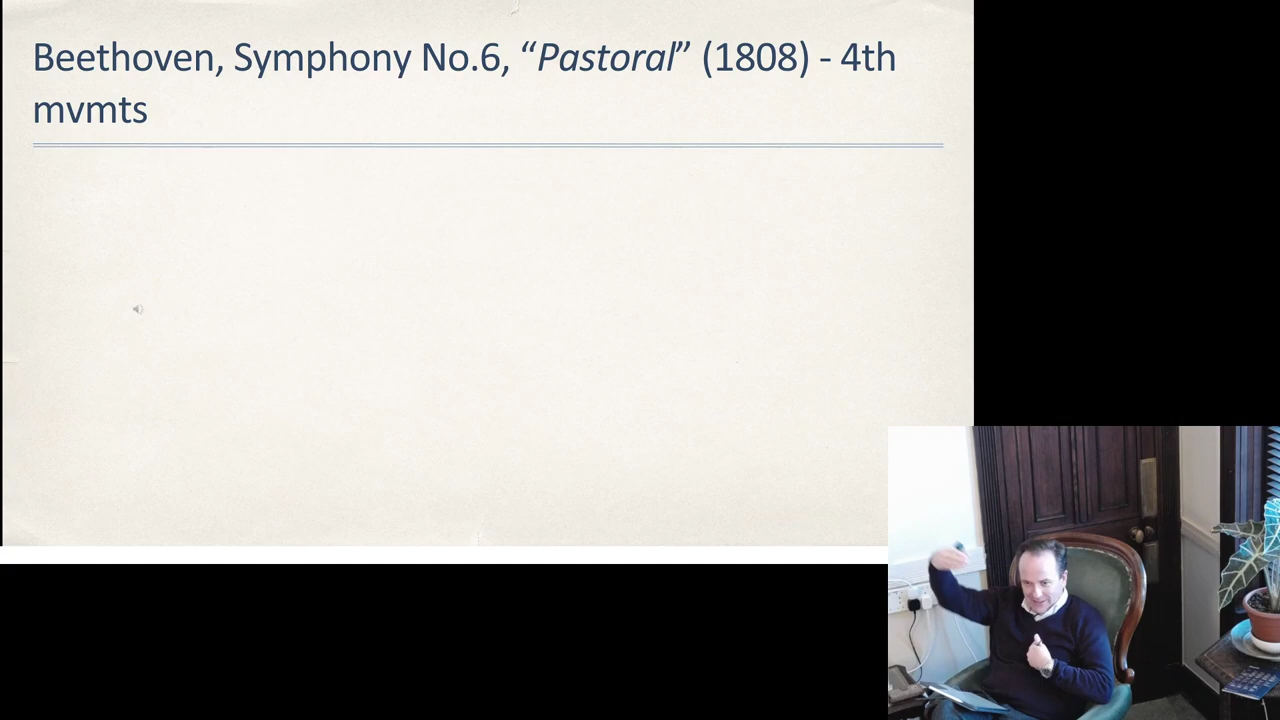 Beethoven, Symphony No.6, “Pastoral” (1808) - 4th
mvmts